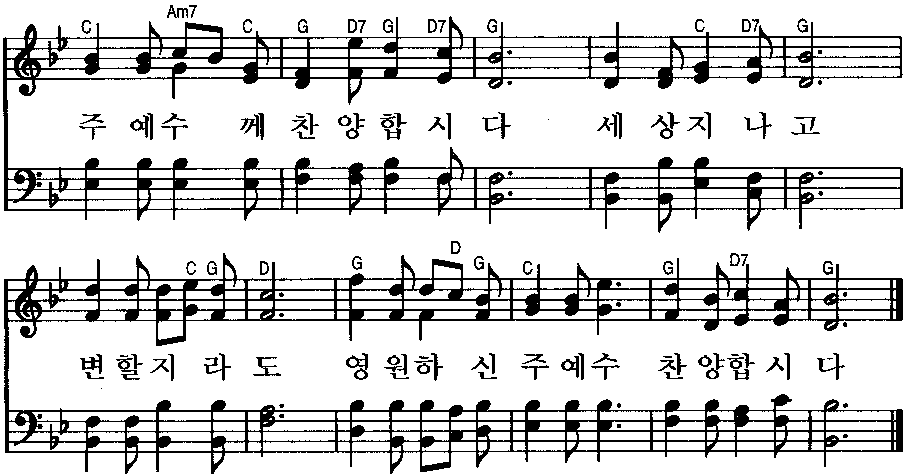 C Am7 C G D7 G D7 G C D7 G
주 예수 께 찬 양 합 시 다 세 상 지 나 고
C G D G D G C G D7 G
변 할 지 라 도 영 원 하 신 주 예 수 찬 양 합 시 다